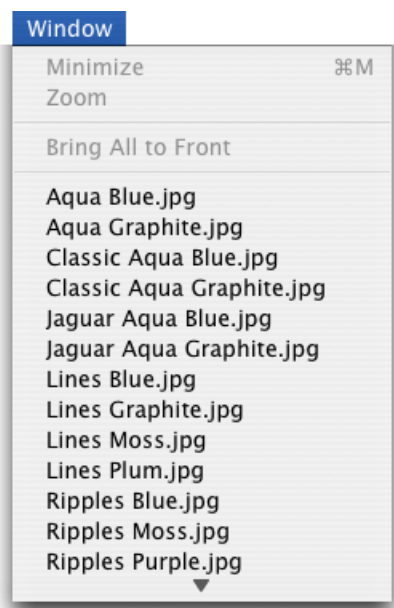 Window
Minimize ⌘M
Zoom
Bring All to Front
Aqua Blue.jpg
Aqua Graphite.jpg
Classic Aqua Blue.jpg
Classic Aqua Graphite.jpg
Jaguar Aqua Blue.jpg
Jaguar Aqua Graphite.jpg
Lines Blue.jpg
Lines Graphite.jpg
Lines Moss.jpg
Lines Plum.jpg
Ripples Blue.jpg
Ripples Moss.jpg
Ripples Purple.jpg